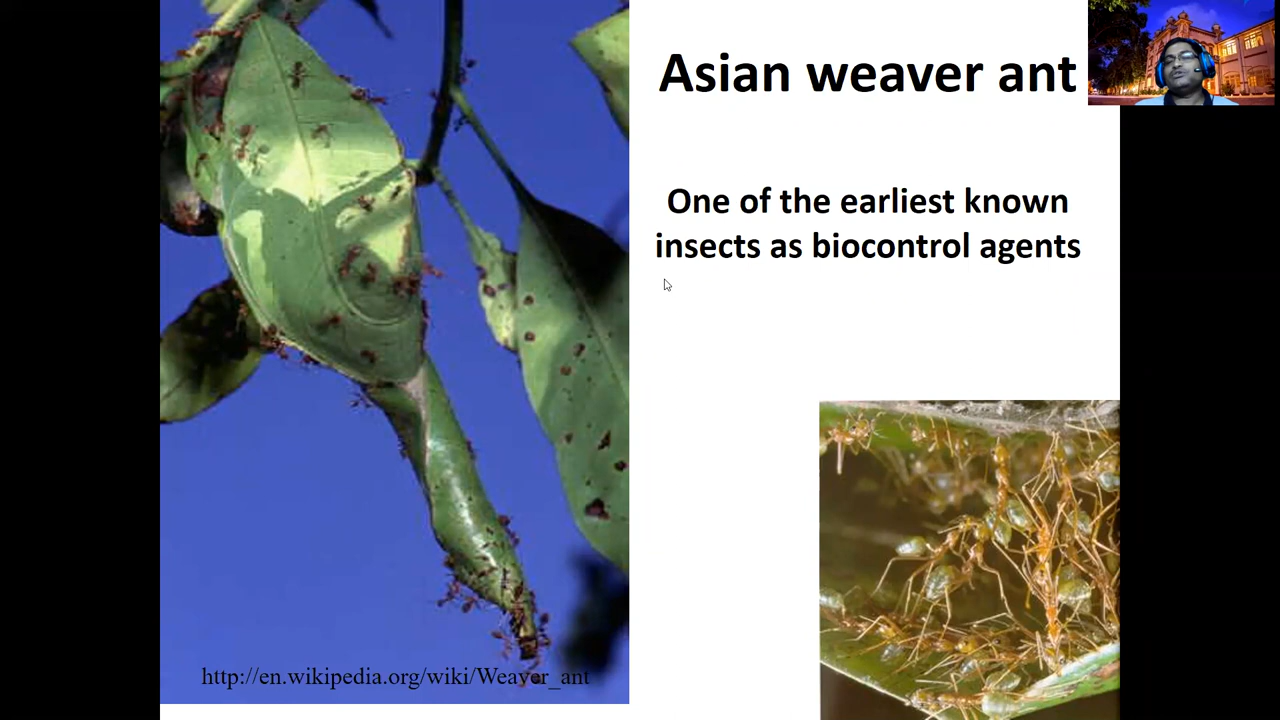 Asian weaver ant
One of the earliest known
insects as biocontrol agents
http://en.wikipedia.org/wiki/Weaver_ant